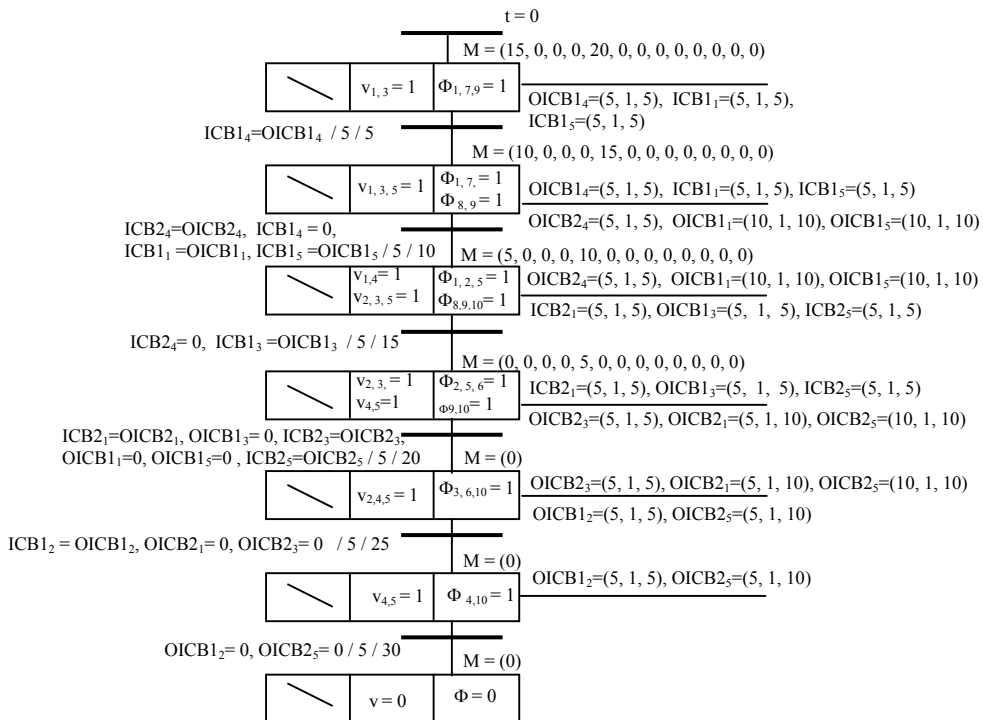 t = 0
M = (15, 0, 0, 0, 20, 0, 0, 0, 0, 0, 0, 0, 0)
v₁,₃ = 1 Φ₁,₇,₉ = 1
OICB1₄=(5, 1, 5), ICB1₁=(5, 1, 5),
ICB1₅=(5, 1, 5)
ICB1₄=OICB1₄ / 5 / 5
M = (10, 0, 0, 0, 15, 0, 0, 0, 0, 0, 0, 0, 0)
v₁,₃,₅ = 1 Φ₁,₇, = 1
Φ₈,₉ = 1
OICB1₄=(5, 1, 5), ICB1₁=(5, 1, 5), ICB1₅=(5, 1, 5)
OICB2₄=(5, 1, 5), OICB1₁=(10, 1, 10), OICB1₅=(10, 1, 10)
ICB2₄=OICB2₄, ICB1₄ = 0,
ICB1₁ =OICB1₁, ICB1₅ =OICB1₅ / 5 / 10
M = (5, 0, 0, 0, 10, 0, 0, 0, 0, 0, 0, 0, 0)
v₁,₄= 1 Φ₁,₂,₅ = 1
v₂,₃,₅ = 1 Φ₈,₉,₁₀ = 1
OICB2₄=(5, 1, 5), OICB1₁=(10, 1, 10), OICB1₅=(10, 1, 10)
ICB2₁=(5, 1, 5), OICB1₃=(5, 1, 5), ICB2₅=(5, 1, 5)
ICB2₄= 0, ICB1₃ =OICB1₃ / 5 / 15
M = (0, 0, 0, 0, 5, 0, 0, 0, 0, 0, 0, 0, 0)
v₂,₃, = 1 Φ₂,₅,₆ = 1
v₄,₅=1 Φ₉,₁₀ = 1
ICB2₁=(5, 1, 5), OICB1₃=(5, 1, 5), ICB2₅=(5, 1, 5)
OICB2₃=(5, 1, 5), OICB2₁=(5, 1, 10), OICB2₅=(10, 1, 10)
ICB2₁=OICB2₁, OICB1₃= 0, ICB2₃=OICB2₃,
OICB1₁=0, OICB1₅=0 , ICB2₅=OICB2₅ / 5 / 20
M = (0)
v₂,₄,₅ = 1 Φ₃,₆,₁₀ = 1
OICB2₃=(5, 1, 5), OICB2₁=(5, 1, 10), OICB2₅=(10, 1, 10)
OICB1₂=(5, 1, 5), OICB2₅=(5, 1, 10)
ICB1₂ = OICB1₂, OICB2₁= 0, OICB2₃= 0 / 5 / 25
M = (0)
v₄,₅ = 1 Φ ₄,₁₀ = 1
OICB1₂=(5, 1, 5), OICB2₅=(5, 1, 10)
OICB1₂= 0, OICB2₅= 0 / 5 / 30
M = (0)
v = 0 Φ = 0